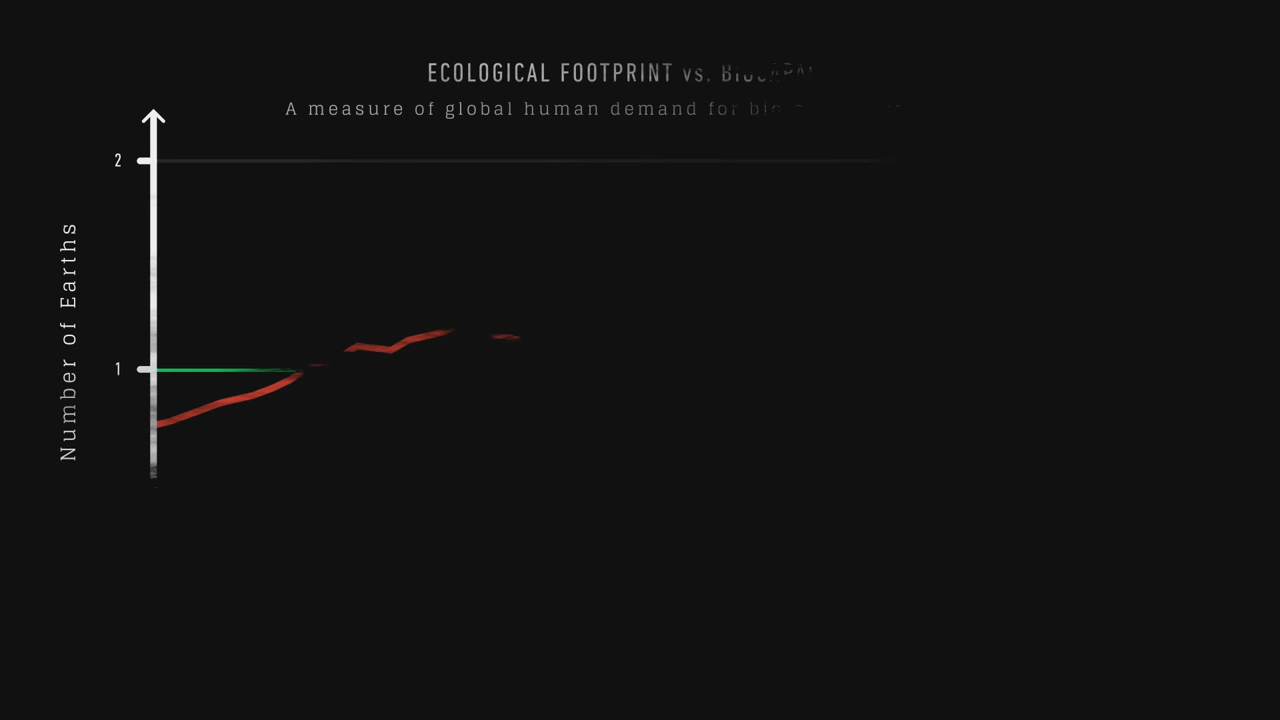 ECOLOGICAL FOOTPRINT vs.
A measure of global human demand for
2
Number of Earths
1